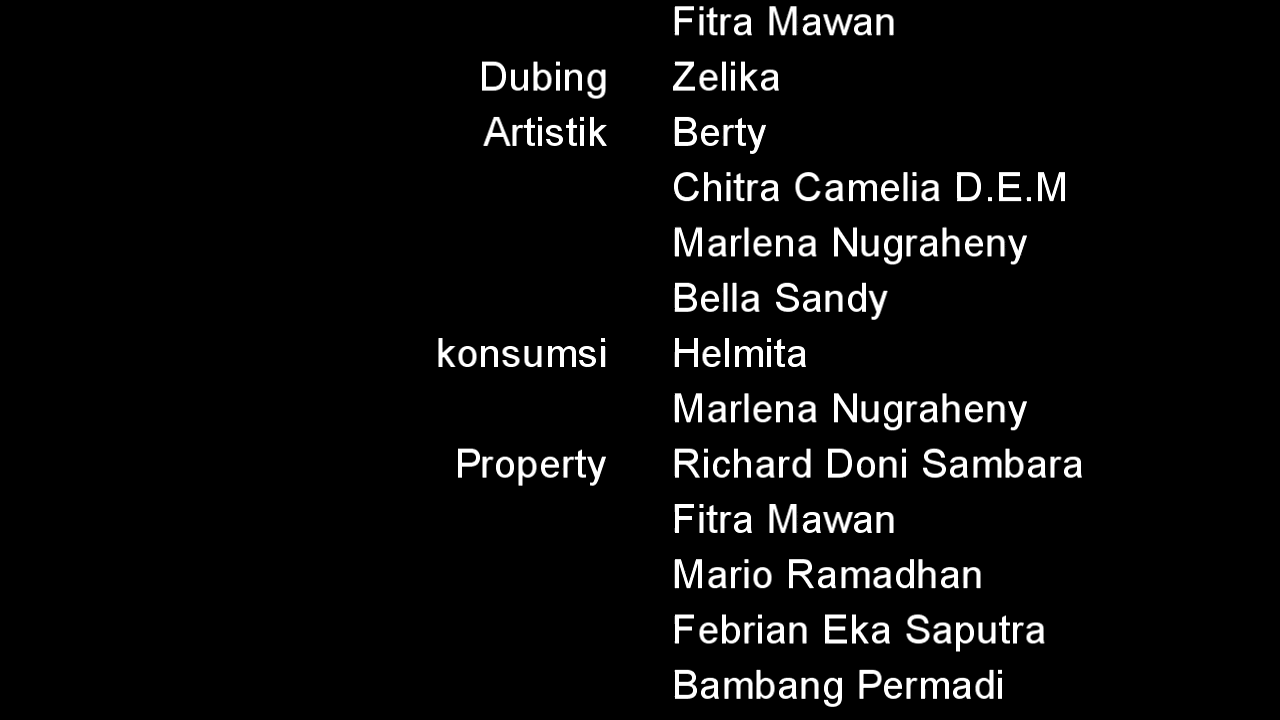 Fitra Mawan
Dubing Zelika
Artistik Berty
Chitra Camelia D.E.M
Marlena Nugraheny
Bella Sandy
konsumsi Helmita
Marlena Nugraheny
Property Richard Doni Sambara
Fitra Mawan
Mario Ramadhan
Febrian Eka Saputra
Bambang Permadi